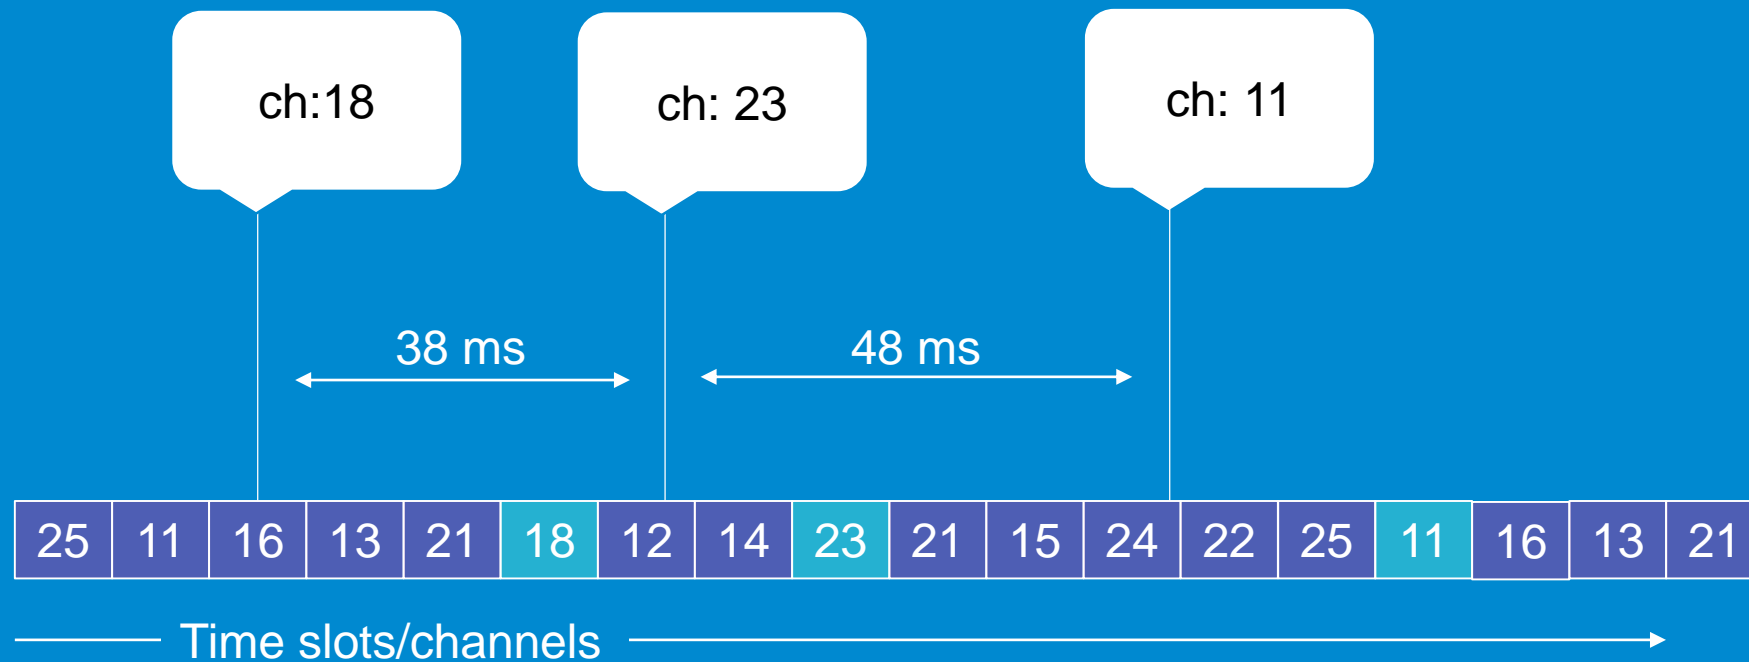 ch:18
ch: 23
ch: 11
38 ms
48 ms
25 11 16 13 21 18 12 14 23 21 15 24 22 25 11 16 13 21
Time slots/channels